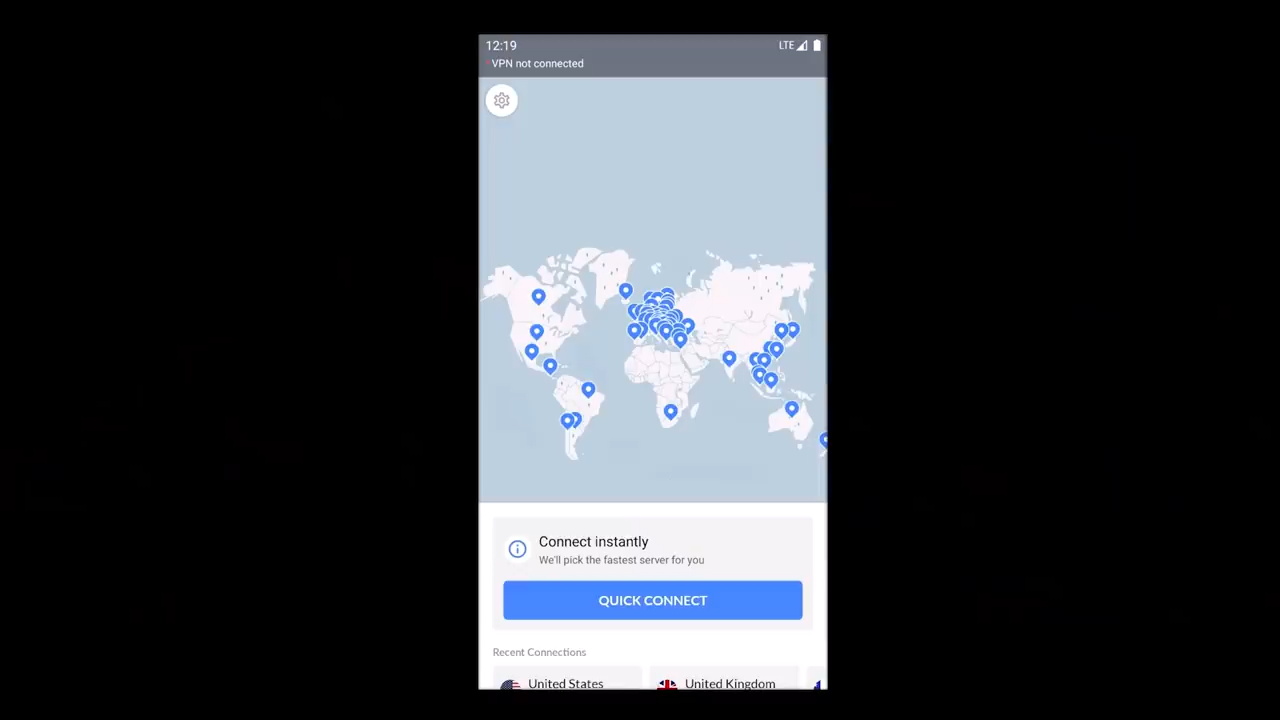 12:19
LTE
VPN not connected
Connect instantly
We'll pick the fastest server for you
QUICK CONNECT
Recent Connections
United States
United Kingdom